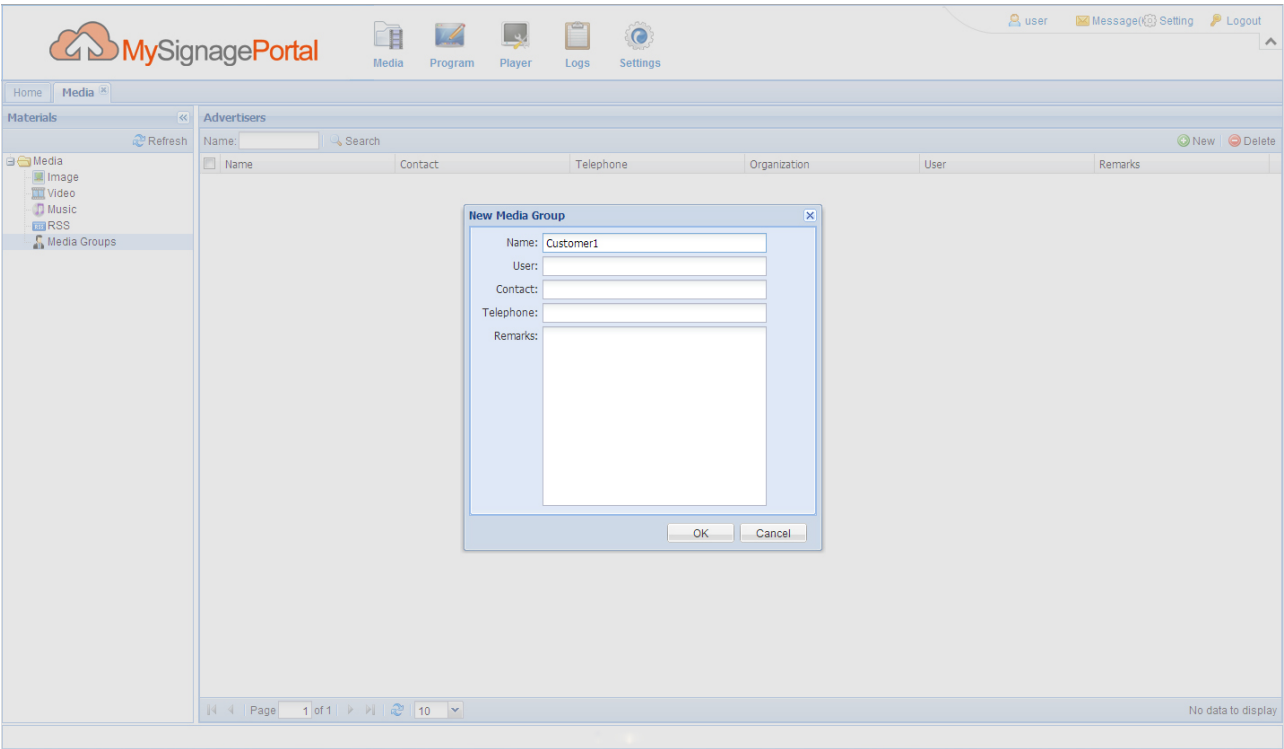 MySignagePortal
Media Program Player Logs Settings
user Message( Setting Logout
Home Media
Materials
Refresh
Media
Image
Video
Music
RSS
Media Groups
Advertisers
Name: Search New Delete
Name Contact Telephone Organization User Remarks
New Media Group
Name: Customer1
User:
Contact:
Telephone:
Remarks:
OK Cancel
Page 1 of 1 10 No data to display